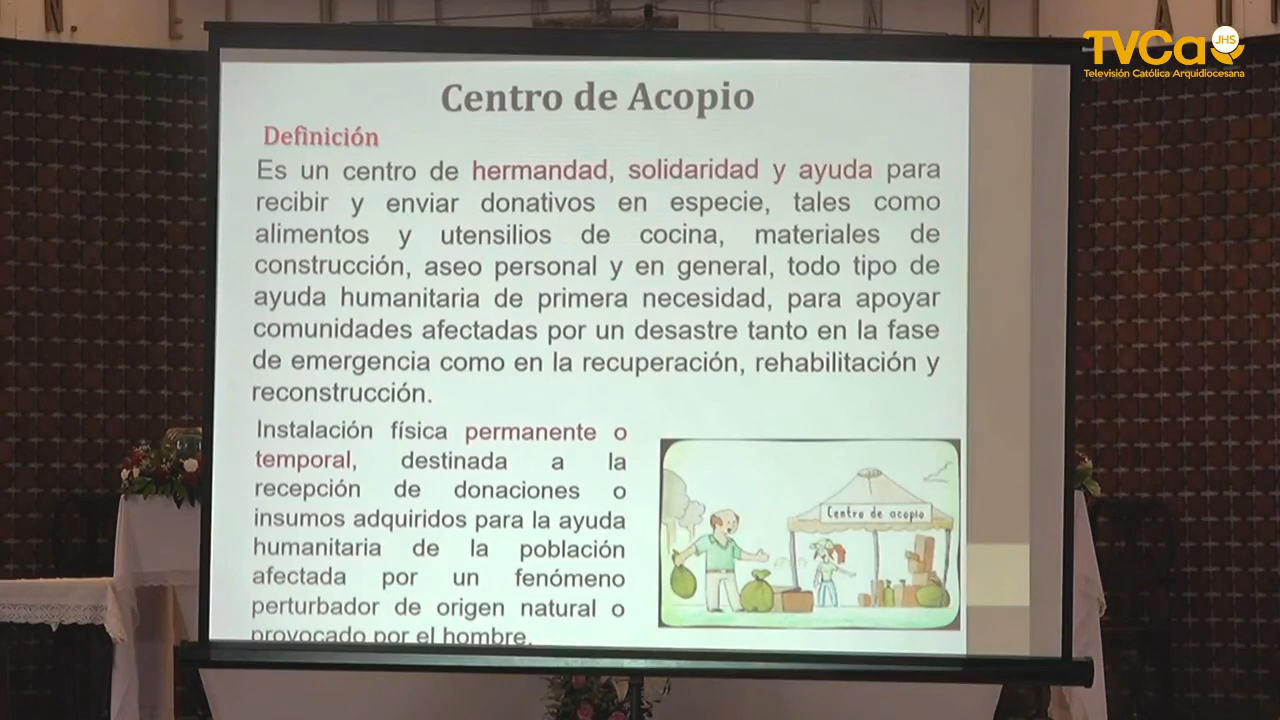 TVCa
JHS
Televisión Católica Arquidiocesana
Centro de Acopio
Definición
Es un centro de hermandad, solidaridad y ayuda para
recibir y enviar donativos en especie, tales como
alimentos y utensilios de cocina, materiales de
construcción, aseo personal y en general, todo tipo de
ayuda humanitaria de primera necesidad, para apoyar
comunidades afectadas por un desastre tanto en la fase
de emergencia como en la recuperación, rehabilitación y
reconstrucción.
Instalación física permanente o
temporal, destinada a la
recepción de donaciones o
insumos adquiridos para la ayuda
humanitaria de la población
afectada por un fenómeno
perturbador de origen natural o
provocado por el hombre.
Centro de acopio